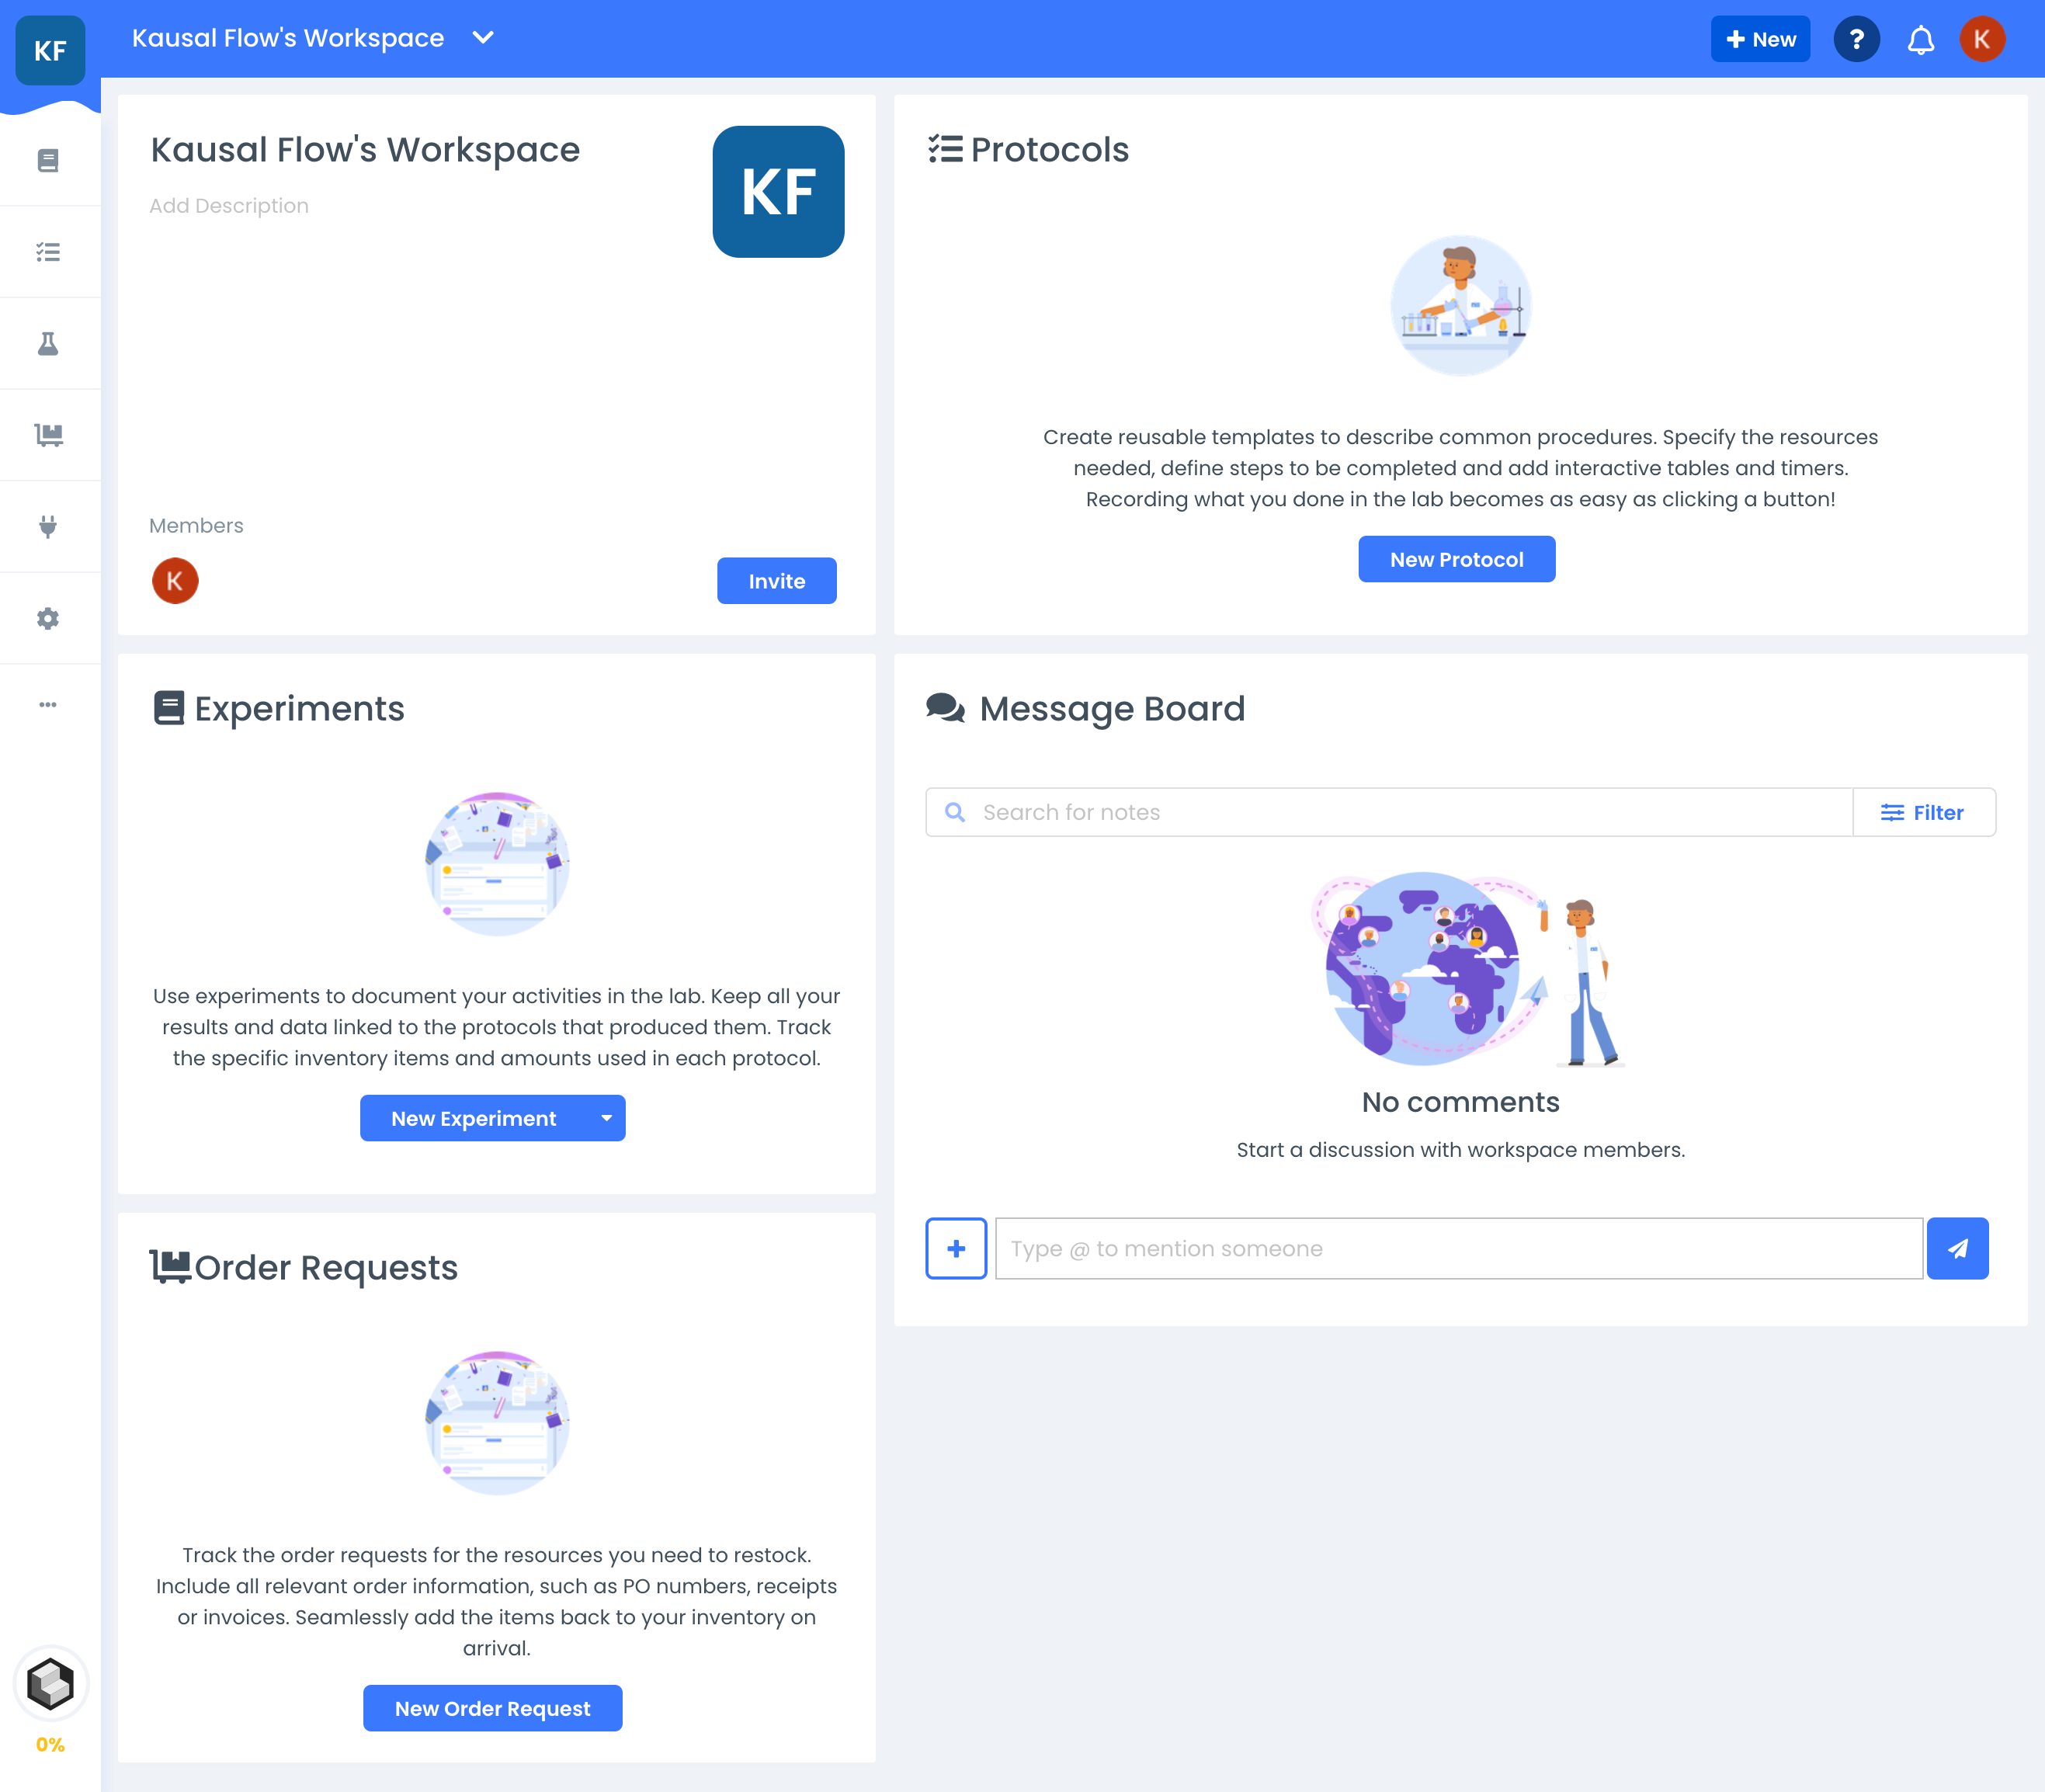 KF
Kausal Flow's Workspace
New
?
K
Kausal Flow's Workspace
Add Description
KF
Members
K
Invite
Protocols
Create reusable templates to describe common procedures. Specify the resources
needed, define steps to be completed and add interactive tables and timers.
Recording what you done in the lab becomes as easy as clicking a button!
New Protocol
Experiments
Use experiments to document your activities in the lab. Keep all your
results and data linked to the protocols that produced them. Track
the specific inventory items and amounts used in each protocol.
New Experiment
Message Board
Search for notes
Filter
No comments
Start a discussion with workspace members.
Type @ to mention someone
Order Requests
Track the order requests for the resources you need to restock.
Include all relevant order information, such as PO numbers, receipts
or invoices. Seamlessly add the items back to your inventory on
arrival.
New Order Request
0%